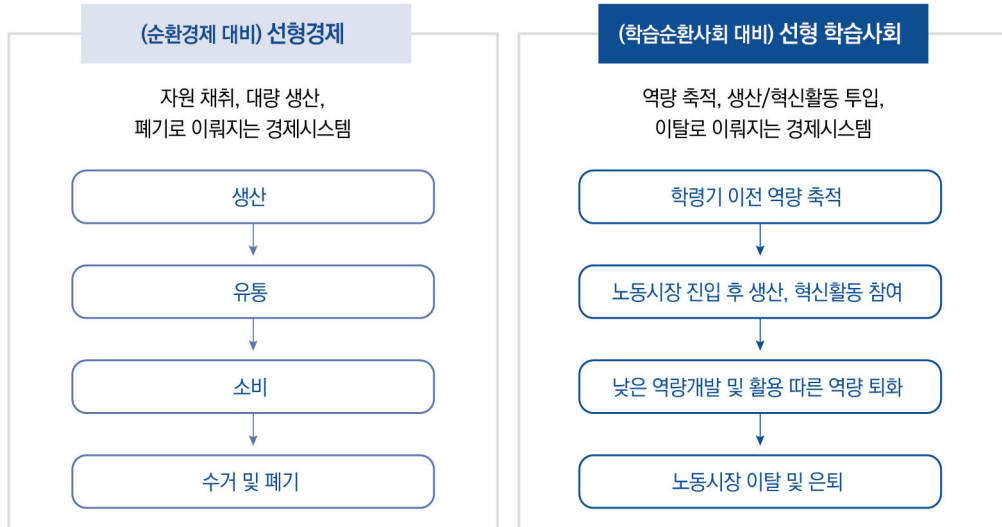 (순환경제 대비) 선형경제
자원 채취, 대량 생산,
폐기로 이뤄지는 경제시스템
생산
유통
소비
수거 및 폐기
(학습순환사회 대비) 선형 학습사회
역량 축적, 생산/혁신활동 투입,
이탈로 이뤄지는 경제시스템
학령기 이전 역량 축적
노동시장 진입 후 생산, 혁신활동 참여
낮은 역량개발 및 활용 따른 역량 퇴화
노동시장 이탈 및 은퇴